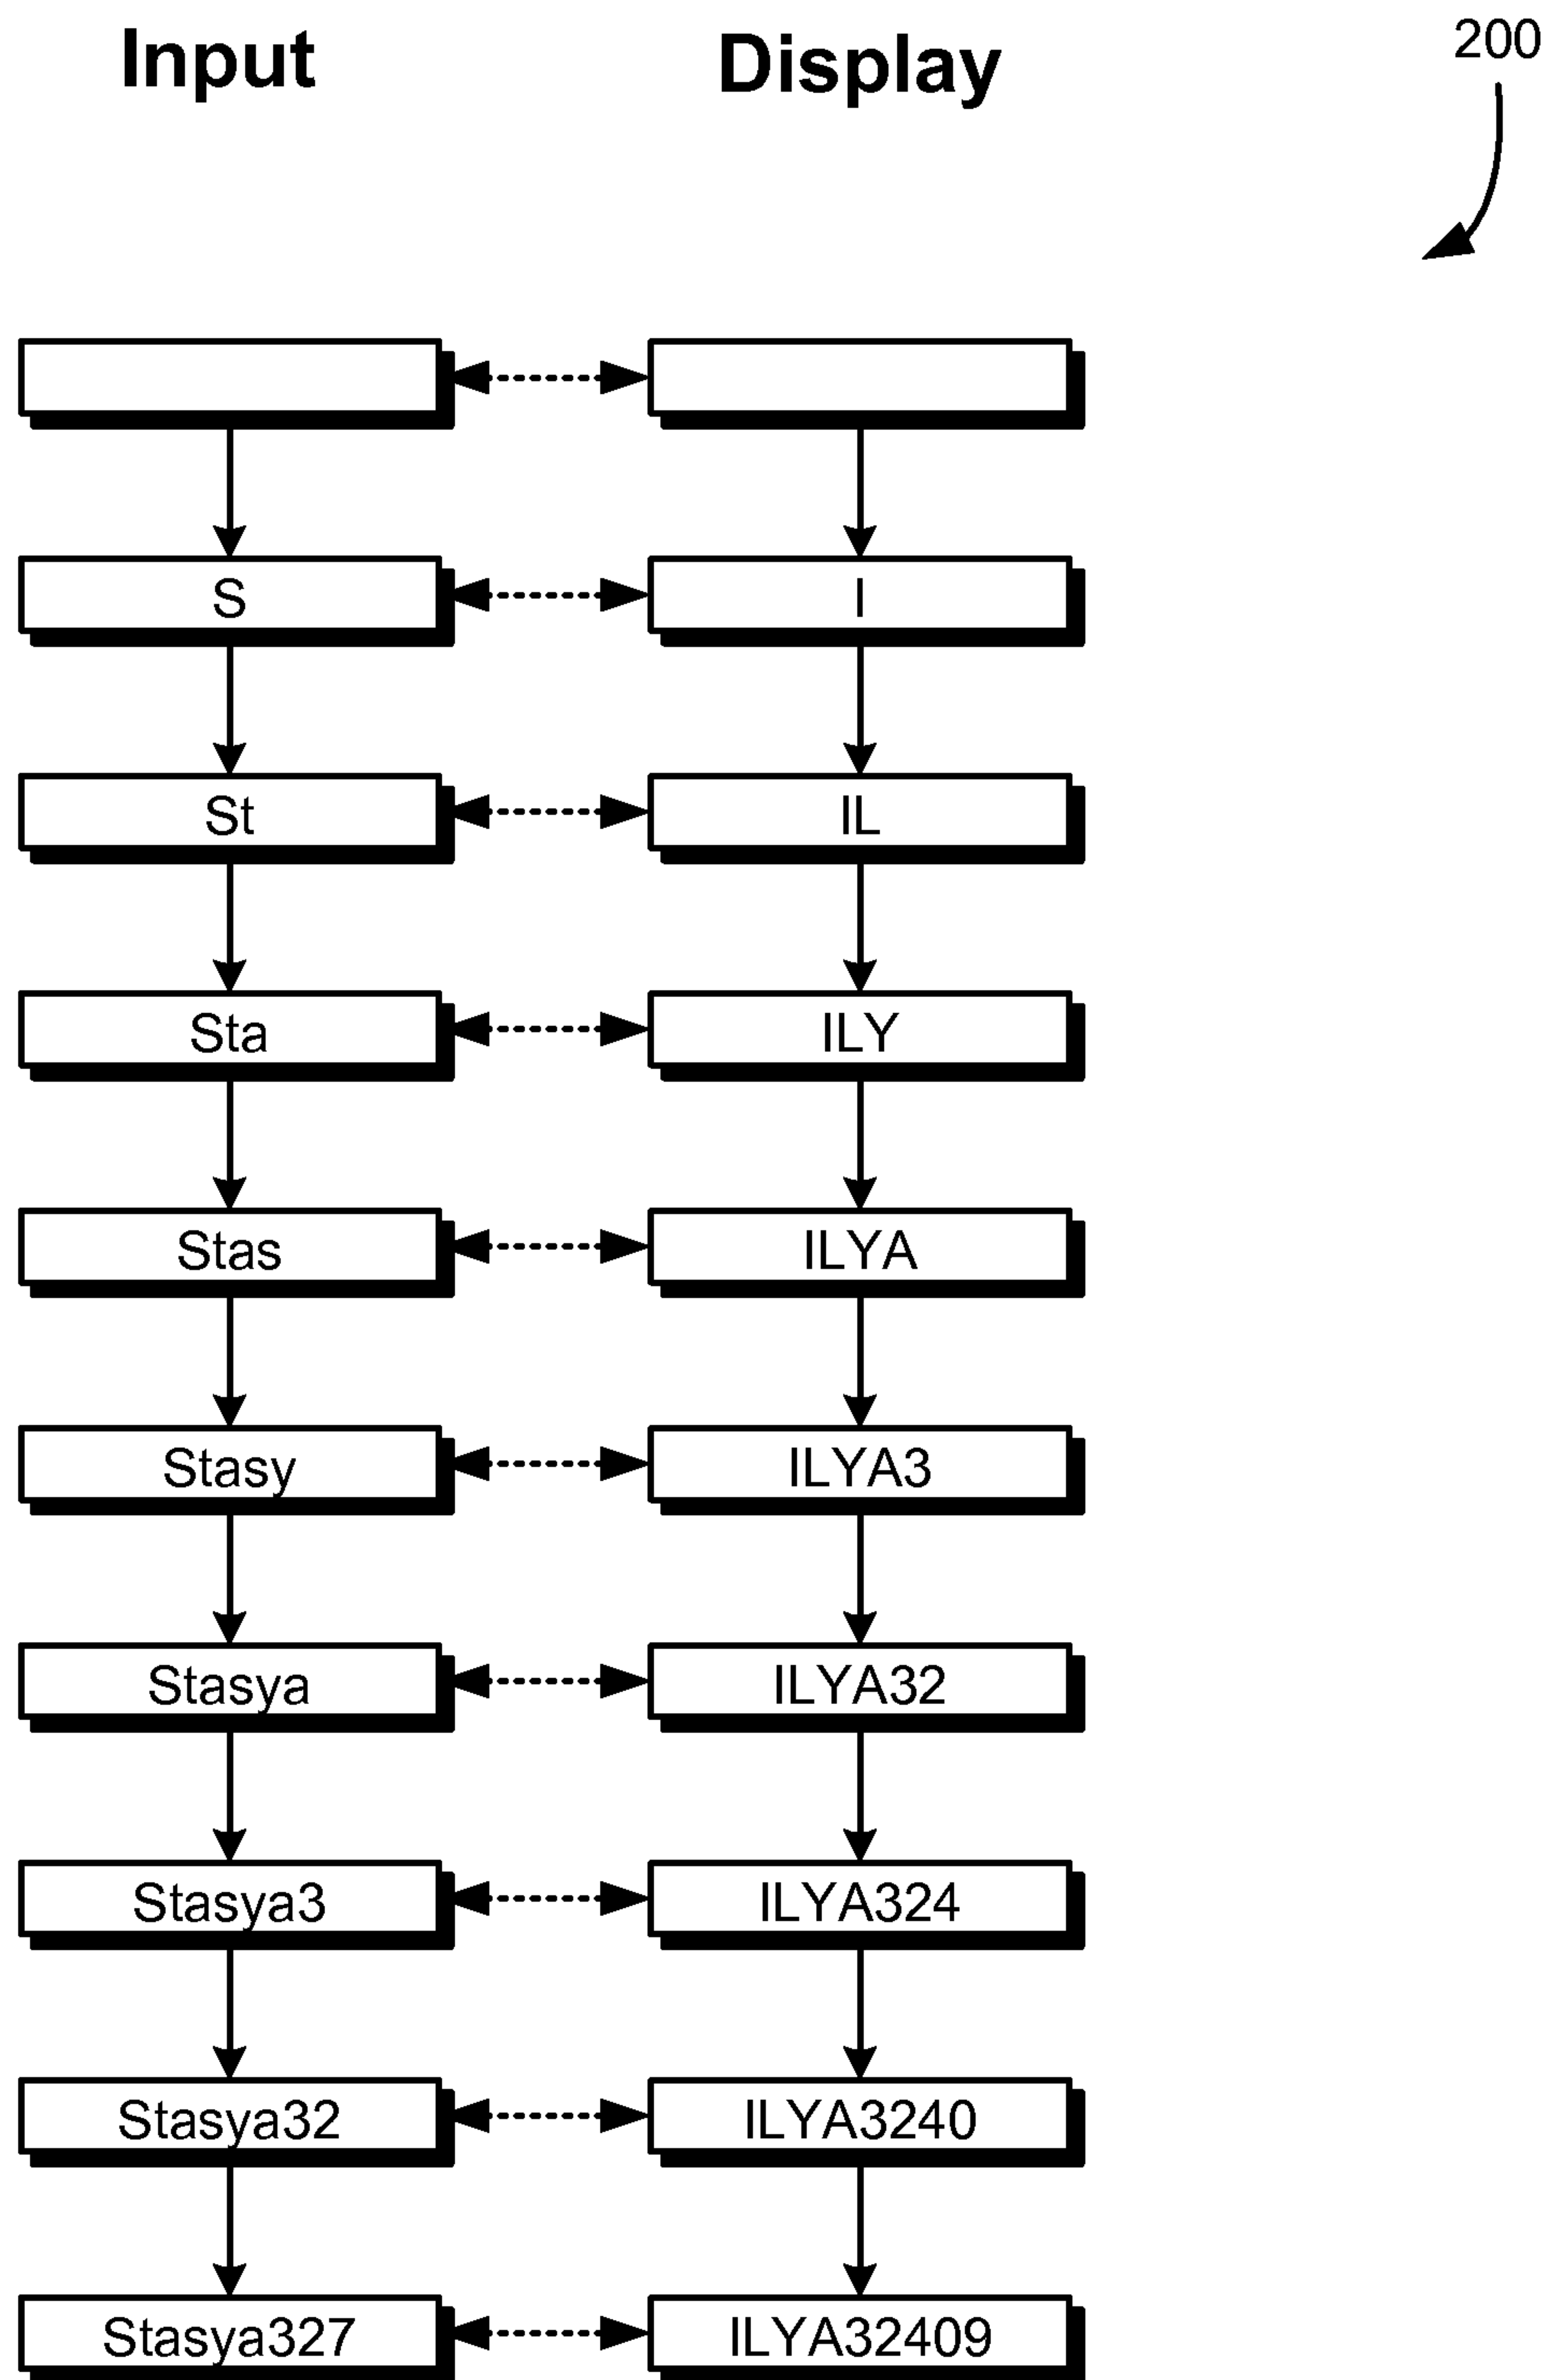 200
Input Display
S I
St IL
Sta ILY
Stas ILYA
Stasy ILYA3
Stasya ILYA32
Stasya3 ILYA324
Stasya32 ILYA3240
Stasya327 ILYA32409